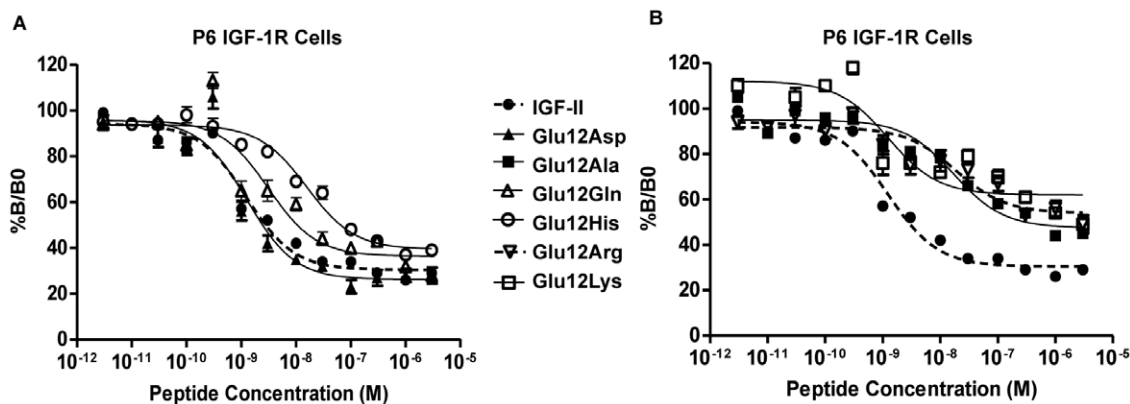 A
P6 IGF-1R Cells
%B/B0
120
100
80
60
40
20
0
10-12 10-11 10-10 10-9 10-8 10-7 10-6 10-5
Peptide Concentration (M)
IGF-II
Glu12Asp
Glu12Ala
Glu12Gln
Glu12His
Glu12Arg
Glu12Lys
B
P6 IGF-1R Cells
%B/B0
120
100
80
60
40
20
0
10-12 10-11 10-10 10-9 10-8 10-7 10-6 10-5
Peptide Concentration (M)